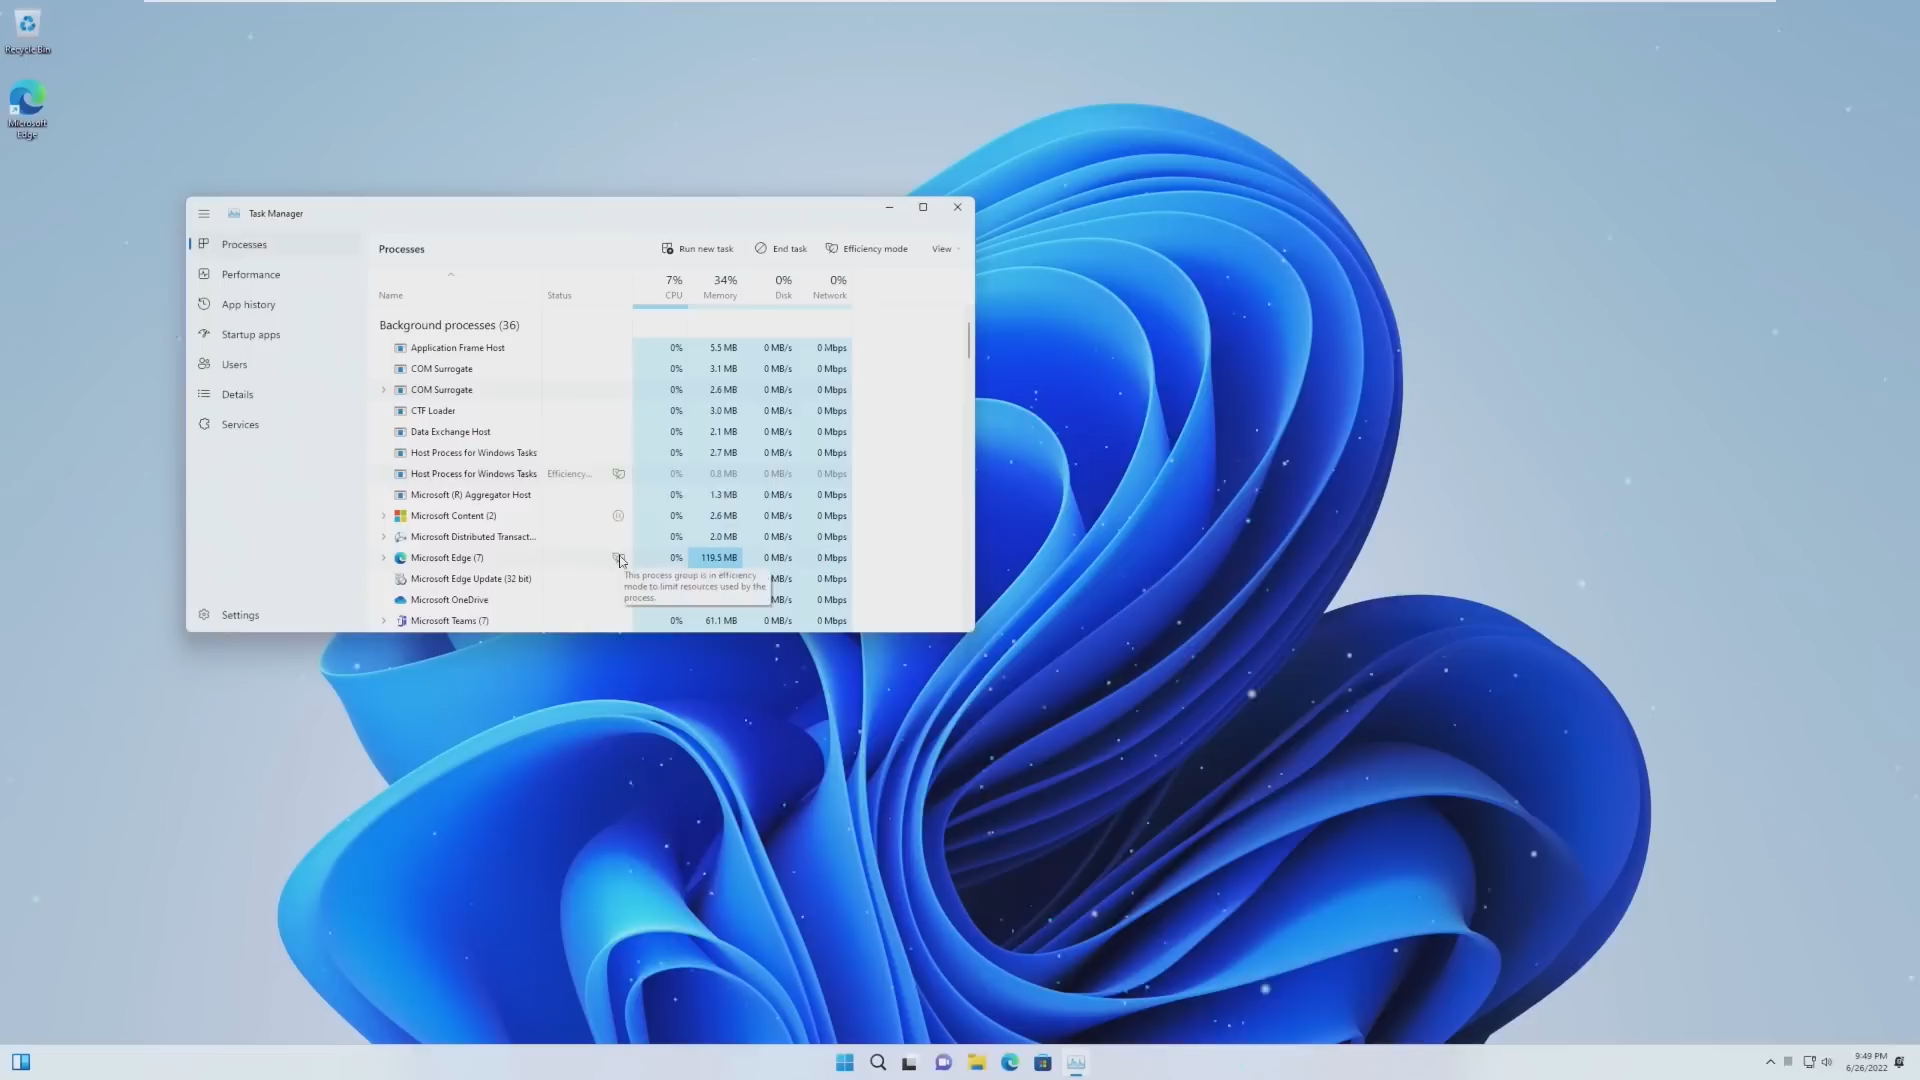 Recycle Bin
Microsoft
Edge
Task Manager
Processes
Performance
App history
Startup apps
Users
Details
Services
Settings
Processes
Run new task
End task
Efficiency mode
View
7% 34% 0% 0%
Name Status CPU Memory Disk Network
Background processes (36)
Application Frame Host 0% 5.5 MB 0 MB/s 0 Mbps
COM Surrogate 0% 3.1 MB 0 MB/s 0 Mbps
COM Surrogate 0% 2.6 MB 0 MB/s 0 Mbps
CTF Loader 0% 3.0 MB 0 MB/s 0 Mbps
Data Exchange Host 0% 2.1 MB 0 MB/s 0 Mbps
Host Process for Windows Tasks 0% 2.7 MB 0 MB/s 0 Mbps
Host Process for Windows Tasks Efficiency... 0% 0.8 MB 0 MB/s 0 Mbps
Microsoft (R) Aggregator Host 0% 1.3 MB 0 MB/s 0 Mbps
Microsoft Content (2) 0% 2.6 MB 0 MB/s 0 Mbps
Microsoft Distributed Transact... 0% 2.0 MB 0 MB/s 0 Mbps
Microsoft Edge (7) 0% 119.5 MB 0 MB/s 0 Mbps
Microsoft Edge Update (32 bit) MB/s 0 Mbps
Microsoft OneDrive MB/s 0 Mbps
Microsoft Teams (7) 0% 61.1 MB 0 MB/s 0 Mbps
This process group is in efficiency
mode to limit resources used by the
process.
9:49 PM
6/26/2022